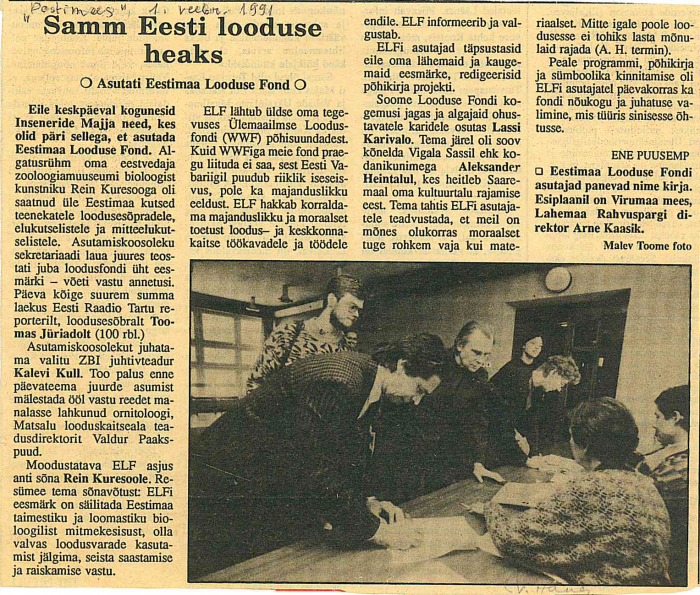 "Postimees", 1. veebr. 1991
"Samm Eesti looduse
heaks
O Asutati Eestimaa Looduse Fond O
Eile keskpäeval kogunesid
Inseneride Majja need, kes
olid päri sellega, et asutada
Eestimaa Looduse Fond. Al-
gatusrühm oma eestvedaja
zooloogiamuuseumi bioloogist
kunstniku Rein Kuresooga oli
saatnud üle Eestimaa kutsed
teenekatele loodusesõpradele,
elukutselistele ja mitteelukut-
selistele. Asutamiskoosoleku
sekretariaadi laua juures teos-
tati juba loodusfondi üht ees-
märki – võeti vastu annetusi.
Päeva kõige suurem summa
laekus Eesti Raadio Tartu re-
porterilt, loodusesõbralt Too-
mas Jüriadolt (100 rbl.)
Asutamiskoosolekut juhata-
ma valitu ZBI juhtivteadur
Kalevi Kull. Too palus enne
päevateema juurde asumist
mälestada ööl vastu reedet ma-
nalasse lahkunud ornitoloogi,
Matsalu looduskaitseala tea-
dusdirektorit Valdur Paaks-
puud.
Moodustatava ELF asjus
anti sõna Rein Kuresoole. Re-
sümee tema sõnavõtust: ELFi
eesmärk on säilitada Eestimaa
taimestiku ja loomastiku bio-
loogilist mitmekesisust, olla
valvas loodusvarade kasuta-
mist jälgima, seista saastamise
ja raiskamise vastu.
ELF lähtub üldse oma tege-
vuses Ülemaailmse Loodus-
fondi (WWF) põhisuundadest.
Kuid WWFiga meie fond prae-
gu liituda ei saa, sest Eesti Va-
bariigil puudub riiklik iseseis-
vus, pole ka majanduslikku
eeldust. ELF hakkab korralda-
ma majanduslikku ja moraalset
toetust loodus- ja keskkonna-
kaitse töökavadele ja töödele
endile. ELF informeerib ja val-
gustab.
ELFi asutajad täpsustasid
eile oma lähemaid ja kauge-
maid eesmärke, redigeerisid
põhikirja projekti.
Soome Looduse Fondi ko-
gemusi jagas ja algajaid ohus-
tavatele karidele osutas Lassi
Karivalo. Tema järel oli soov
kõnelda Vigala Sassil ehk ko-
danikunimega Aleksander
Heintalul, kes heitleb Saare-
maal oma kultuurtalu rajamise
eest. Tema tahtis ELFi asutaja-
tele teadvustada, et meil on
mõnes olukorras moraalset
tuge rohkem vaja kui mate-
riaalset. Mitte igale poole loo-
dusesse ei tohiks lasta mõnu-
laid rajada (A. H. termin).
Peale programmi, põhikirja
ja sümboolika kinnitamise oli
ELFi asutajatel päevakorras ka
fondi nõukogu ja juhatuse va-
limine, mis tüüris sinisesse õh-
tusse.
ENE PUUSEMP
□ Eestimaa Looduse Fondi
asutajad panevad nime kirja.
Esiplaanil on Virumaa mees,
Lahemaa Rahvuspargi di-
rektor Arne Kaasik.
Malev Toome foto